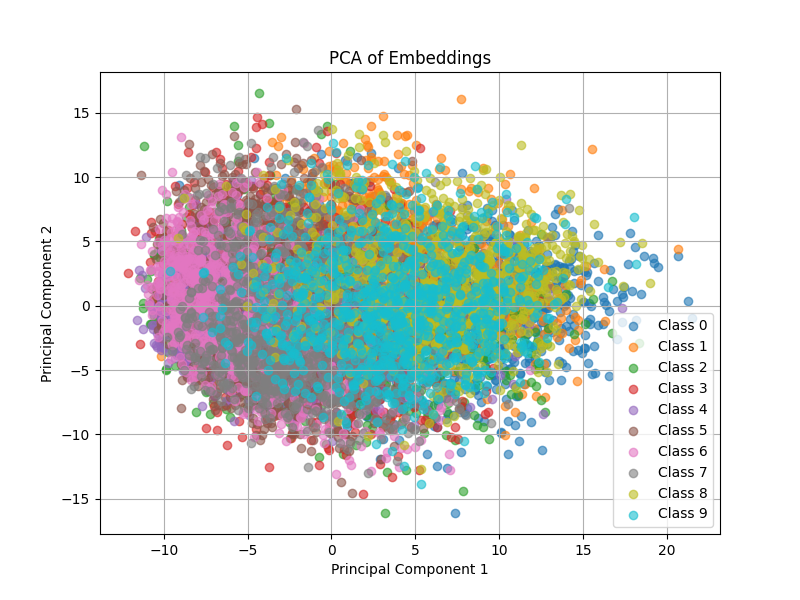 PCA of Embeddings
Principal Component 2
15
10
5
0
−5
−10
−15
−10
−5
0
5
10
15
20
Principal Component 1
Class 0
Class 1
Class 2
Class 3
Class 4
Class 5
Class 6
Class 7
Class 8
Class 9